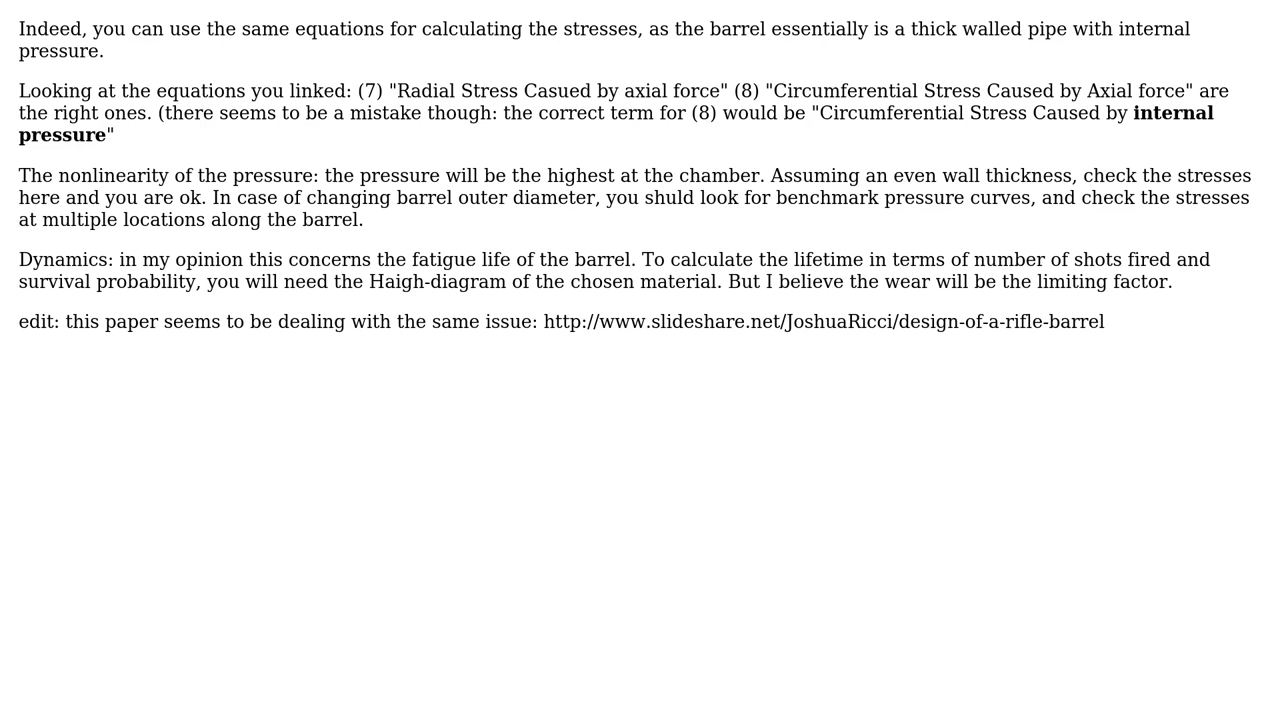 Indeed, you can use the same equations for calculating the stresses, as the barrel essentially is a thick walled pipe with internal
pressure.
Looking at the equations you linked: (7) "Radial Stress Casued by axial force" (8) "Circumferential Stress Caused by Axial force" are
the right ones. (there seems to be a mistake though: the correct term for (8) would be "Circumferential Stress Caused by internal
pressure"
The nonlinearity of the pressure: the pressure will be the highest at the chamber. Assuming an even wall thickness, check the stresses
here and you are ok. In case of changing barrel outer diameter, you shuld look for benchmark pressure curves, and check the stresses
at multiple locations along the barrel.
Dynamics: in my opinion this concerns the fatigue life of the barrel. To calculate the lifetime in terms of number of shots fired and
survival probability, you will need the Haigh-diagram of the chosen material. But I believe the wear will be the limiting factor.
edit: this paper seems to be dealing with the same issue: http://www.slideshare.net/JoshuaRicci/design-of-a-rifle-barrel